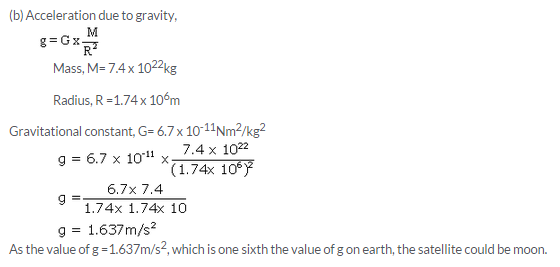 (b) Acceleration due to gravity,
g = G x M/R²
Mass, M= 7.4 x 10²²kg
Radius, R =1.74 x 10⁶m
Gravitational constant, G= 6.7 x 10⁻¹¹Nm²/kg²
g = 6.7 x 10⁻¹¹ x 7.4 x 10²²/(1.74x 10⁶)²
g = 6.7x 7.4/1.74x 1.74x 10
g = 1.637m/s²
As the value of g =1.637m/s², which is one sixth the value of g on earth, the satellite could be moon.